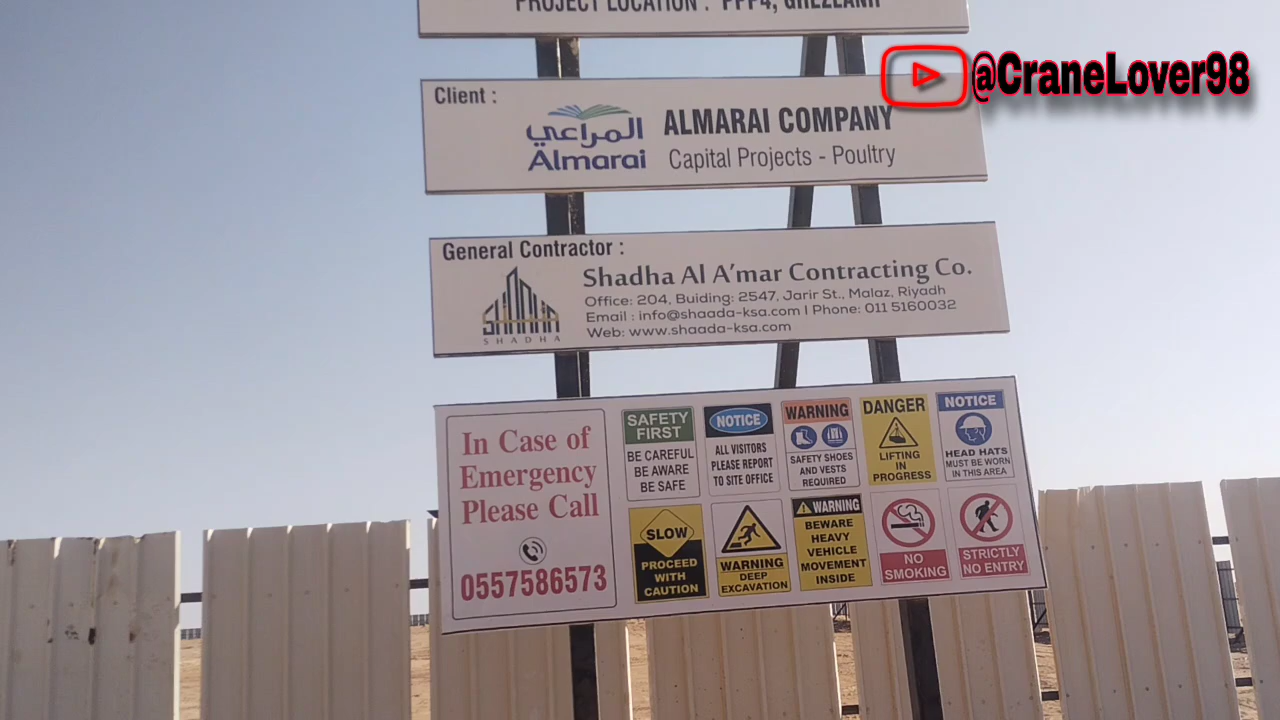 PROJECT LOCATION : PPP4, GHEZLANIF
@CraneLover98
Client :
المراعي
Almarai
ALMARAI COMPANY
Capital Projects - Poultry
General Contractor :
SHADHA
Shadha Al A'mar Contracting Co.
Office: 204, Buiding: 2547, Jarir St., Malaz, Riyadh
Email : info@shaada-ksa.com | Phone: 011 5160032
Web: www.shaada-ksa.com
In Case of
Emergency
Please Call
0557586573
SAFETY
FIRST
BE CAREFUL
BE AWARE
BE SAFE
NOTICE
ALL VISITORS
PLEASE REPORT
TO SITE OFFICE
WARNING
SAFETY SHOES
AND VESTS
REQUIRED
DANGER
LIFTING
IN
PROGRESS
NOTICE
HEAD HATS
MUST BE WORN
IN THIS AREA
SLOW
PROCEED
WITH
CAUTION
WARNING
DEEP
EXCAVATION
WARNING
BEWARE
HEAVY
VEHICLE
MOVEMENT
INSIDE
NO
SMOKING
STRICTLY
NO ENTRY